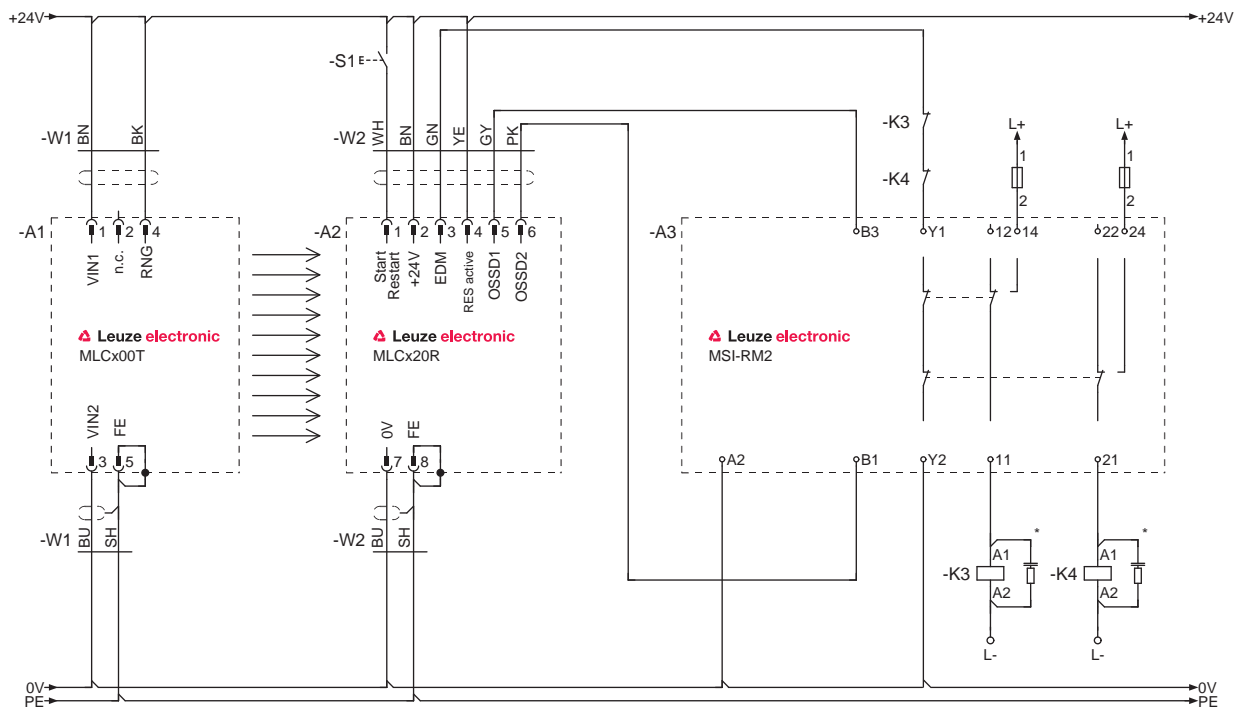 +24V
+24V
-S1 E
-K3
L+
L+
-W1
BN
BK
-W2
WH
BN
GN
YE
GY
PK
-K4
1
1
2
2
-A1
1
2
4
-A2
1
2
3
4
5
6
-A3
B3
Y1
12
14
22
24
VIN1
n.c.
RNG
Start
Restart
+24V
EDM
RES active
OSSD1
OSSD2
Leuze electronic
MLCx00T
Leuze electronic
MLCx20R
Leuze electronic
MSI-RM2
VIN2
FE
0V
FE
3
5
7
8
A2
B1
Y2
11
21
-W1
BU
SH
-W2
BU
SH
*
*
-K3
A1
A2
-K4
A1
A2
L-
L-
0V
0V
PE
PE